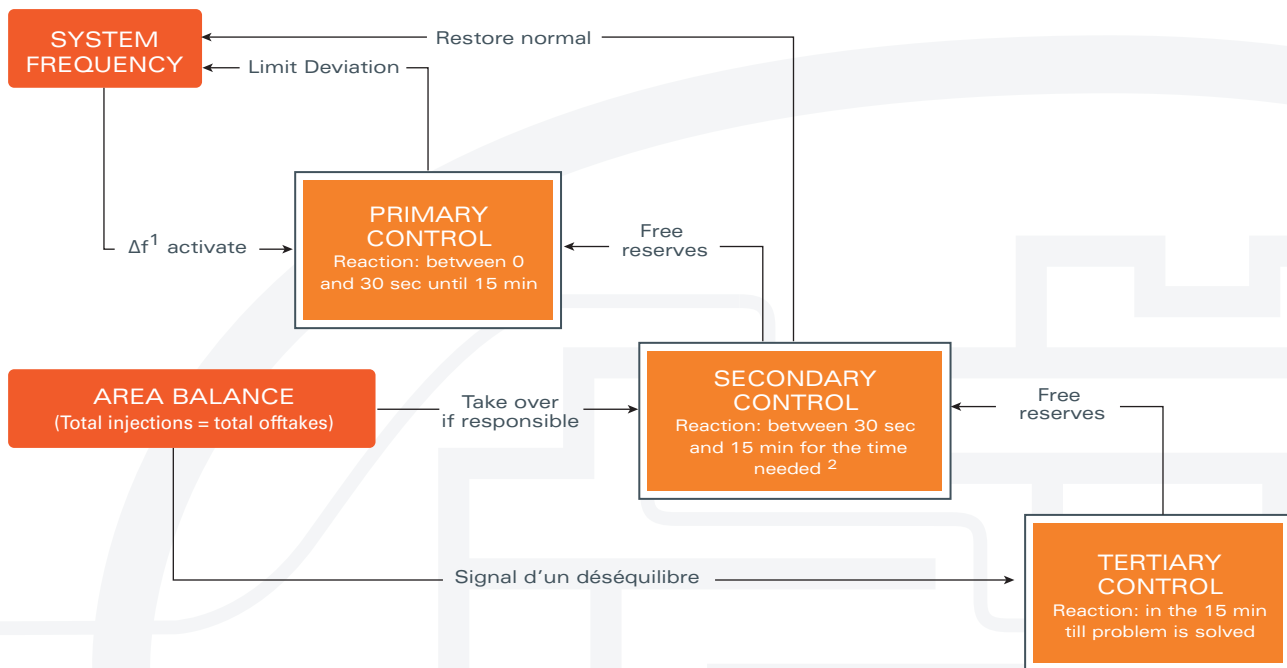 SYSTEM
FREQUENCY
Restore normal
Limit Deviation
Δf¹ activate
PRIMARY
CONTROL
Reaction: between 0
and 30 sec until 15 min
Free
reserves
AREA BALANCE
(Total injections = total offtakes)
Take over
if responsible
SECONDARY
CONTROL
Reaction: between 30 sec
and 15 min for the time
needed ²
Free
reserves
Signal d’un déséquilibre
TERTIARY
CONTROL
Reaction: in the 15 min
till problem is solved